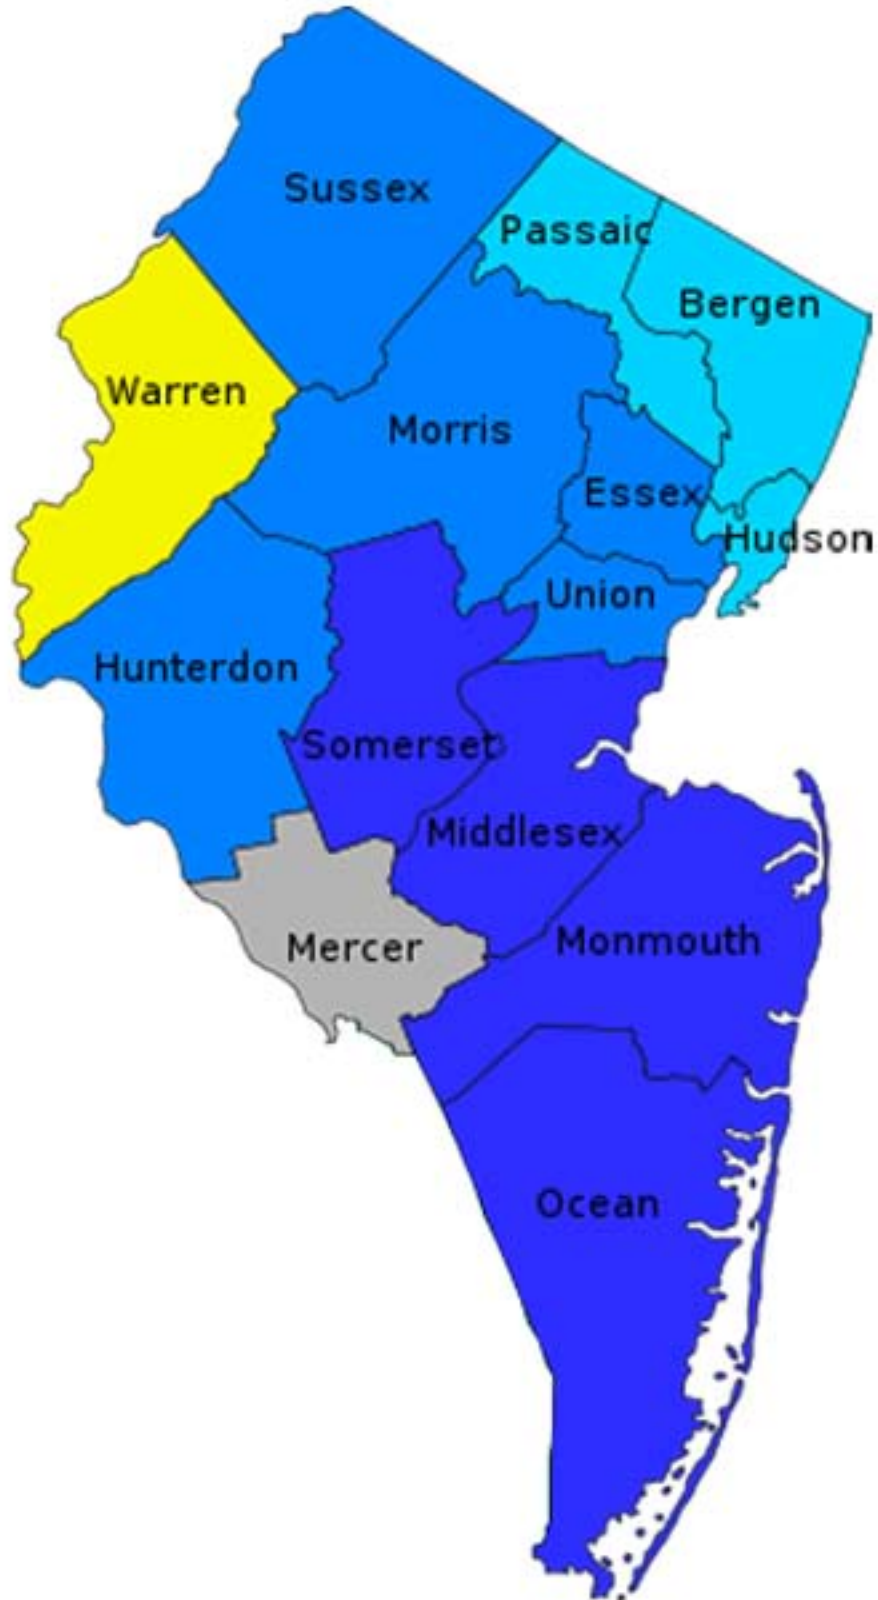 Sussex
Passaic
Bergen
Warren
Morris
Essex
Hudson
Union
Hunterdon
Somerset
Middlesex
Monmouth
Mercer
Ocean